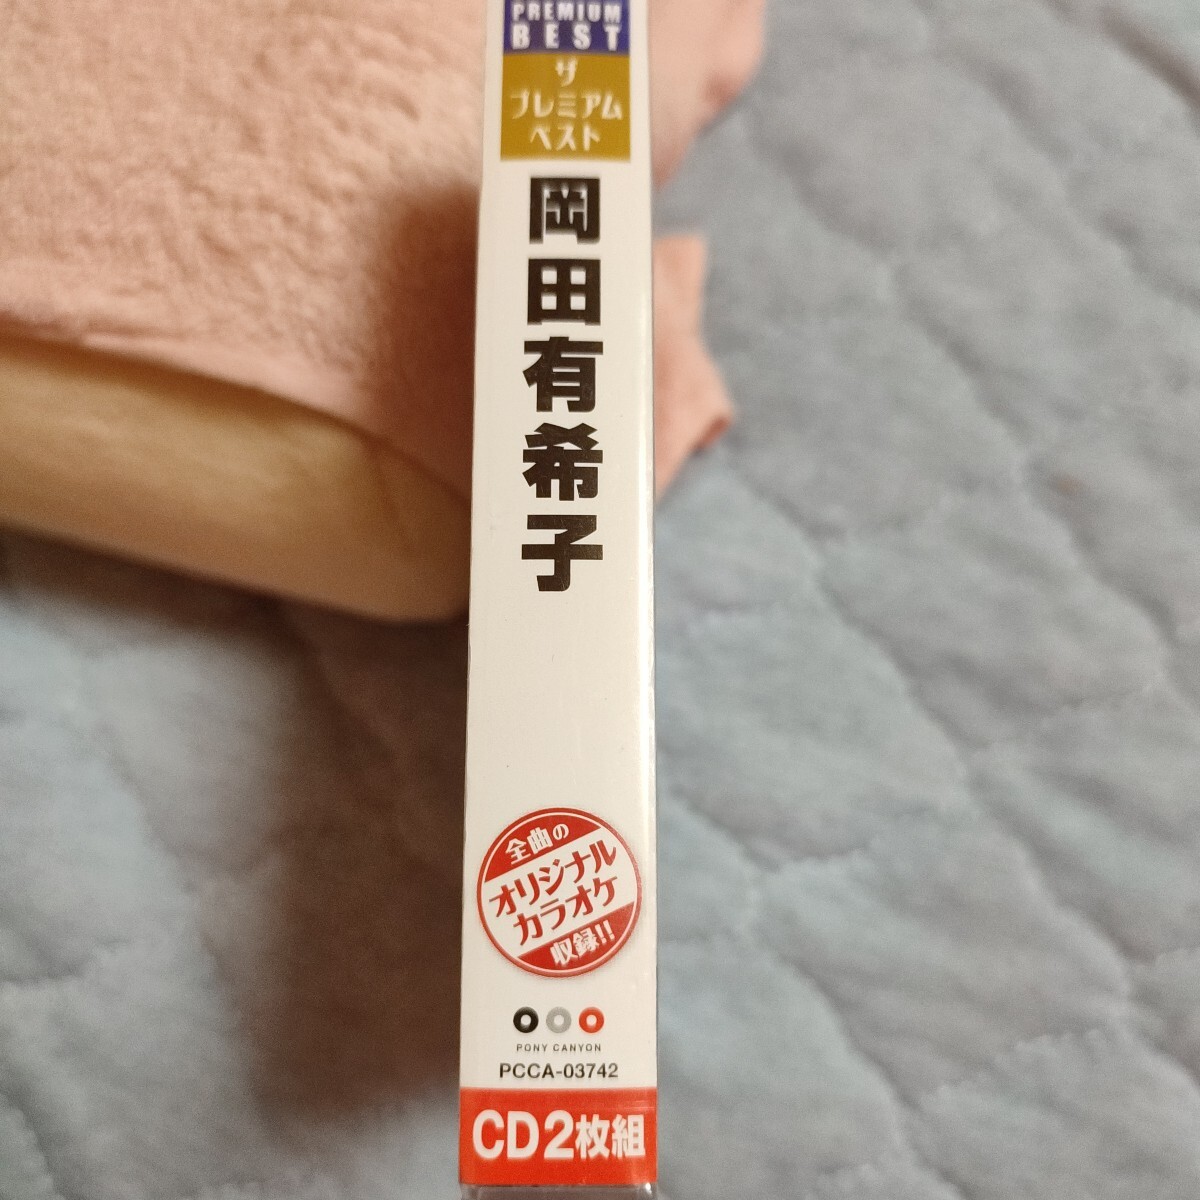 PREMIUM
BEST
ザ
プレミアム
ベスト
岡田有希子
全曲の
オリジナル
カラオケ
収録!!
PONY CANYON
PCCA-03742
CD2枚組